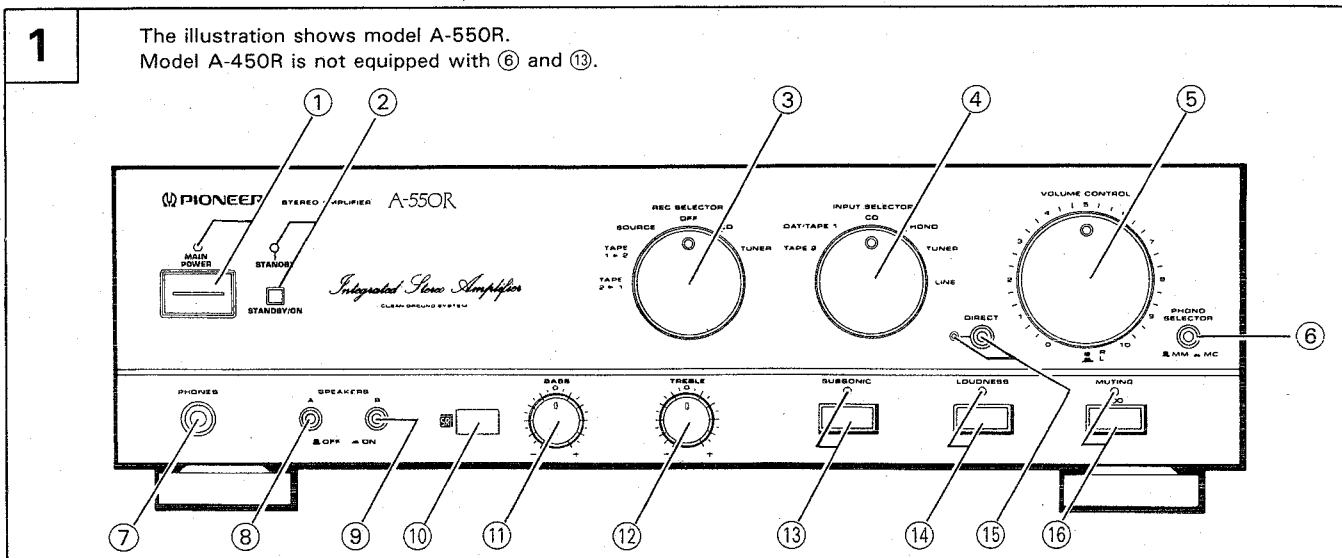 1
The illustration shows model A-550R.
Model A-450R is not equipped with ⑥ and ⑬.
① ② ③ ④ ⑤
PIONEER STEREO AMPLIFIER A-550R
MAIN POWER
STANDBY
STANDBY/ON
Integrated Stereo Amplifier
CLEAN GROUND SYSTEM
REC SELECTOR
OFF
SOURCE
TUNER
TAPE 1▸2
TAPE 2▸1
INPUT SELECTOR
CD
DAT/TAPE 1
TAPE 2
TUNER
LINE
VOLUME CONTROL
0 1 2 3 4 5 7 8 9 10
R
L
DIRECT
PHONO SELECTOR
MM MC
⑥
PHONES
SPEAKERS
A B
OFF ON
SR
BASS
0
- +
TREBLE
0
- +
SUBSONIC
LOUDNESS
MUTING
⑦ ⑧ ⑨ ⑩ ⑪ ⑫ ⑬ ⑭ ⑮ ⑯